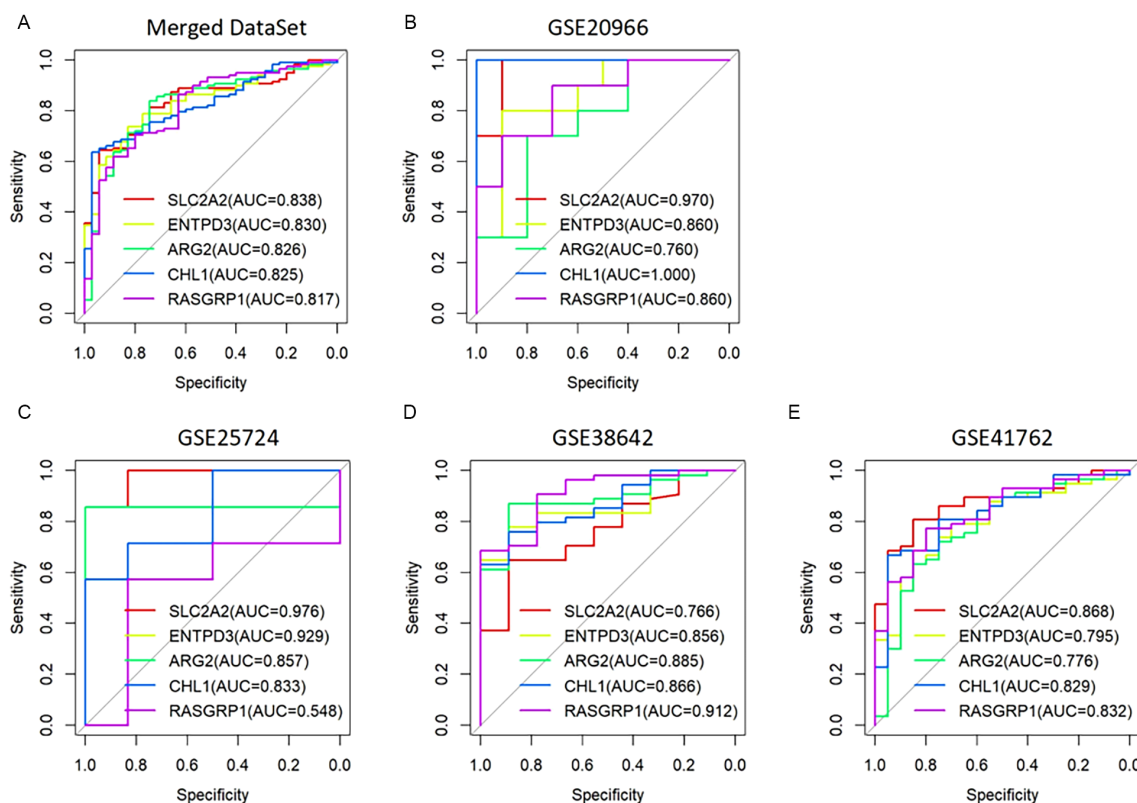 A
Merged DataSet
1.0
0.8
0.6
0.4
0.2
0.0
Sensitivity
SLC2A2(AUC=0.838)
ENTPD3(AUC=0.830)
ARG2(AUC=0.826)
CHL1(AUC=0.825)
RASGRP1(AUC=0.817)
1.0 0.8 0.6 0.4 0.2 0.0
Specificity
B
GSE20966
1.0
0.8
0.6
0.4
0.2
0.0
Sensitivity
SLC2A2(AUC=0.970)
ENTPD3(AUC=0.860)
ARG2(AUC=0.760)
CHL1(AUC=1.000)
RASGRP1(AUC=0.860)
1.0 0.8 0.6 0.4 0.2 0.0
Specificity
C
GSE25724
1.0
0.8
0.6
0.4
0.2
0.0
Sensitivity
SLC2A2(AUC=0.976)
ENTPD3(AUC=0.929)
ARG2(AUC=0.857)
CHL1(AUC=0.833)
RASGRP1(AUC=0.548)
1.0 0.8 0.6 0.4 0.2 0.0
Specificity
D
GSE38642
1.0
0.8
0.6
0.4
0.2
0.0
Sensitivity
SLC2A2(AUC=0.766)
ENTPD3(AUC=0.856)
ARG2(AUC=0.885)
CHL1(AUC=0.866)
RASGRP1(AUC=0.912)
1.0 0.8 0.6 0.4 0.2 0.0
Specificity
E
GSE41762
1.0
0.8
0.6
0.4
0.2
0.0
Sensitivity
SLC2A2(AUC=0.868)
ENTPD3(AUC=0.795)
ARG2(AUC=0.776)
CHL1(AUC=0.829)
RASGRP1(AUC=0.832)
1.0 0.8 0.6 0.4 0.2 0.0
Specificity